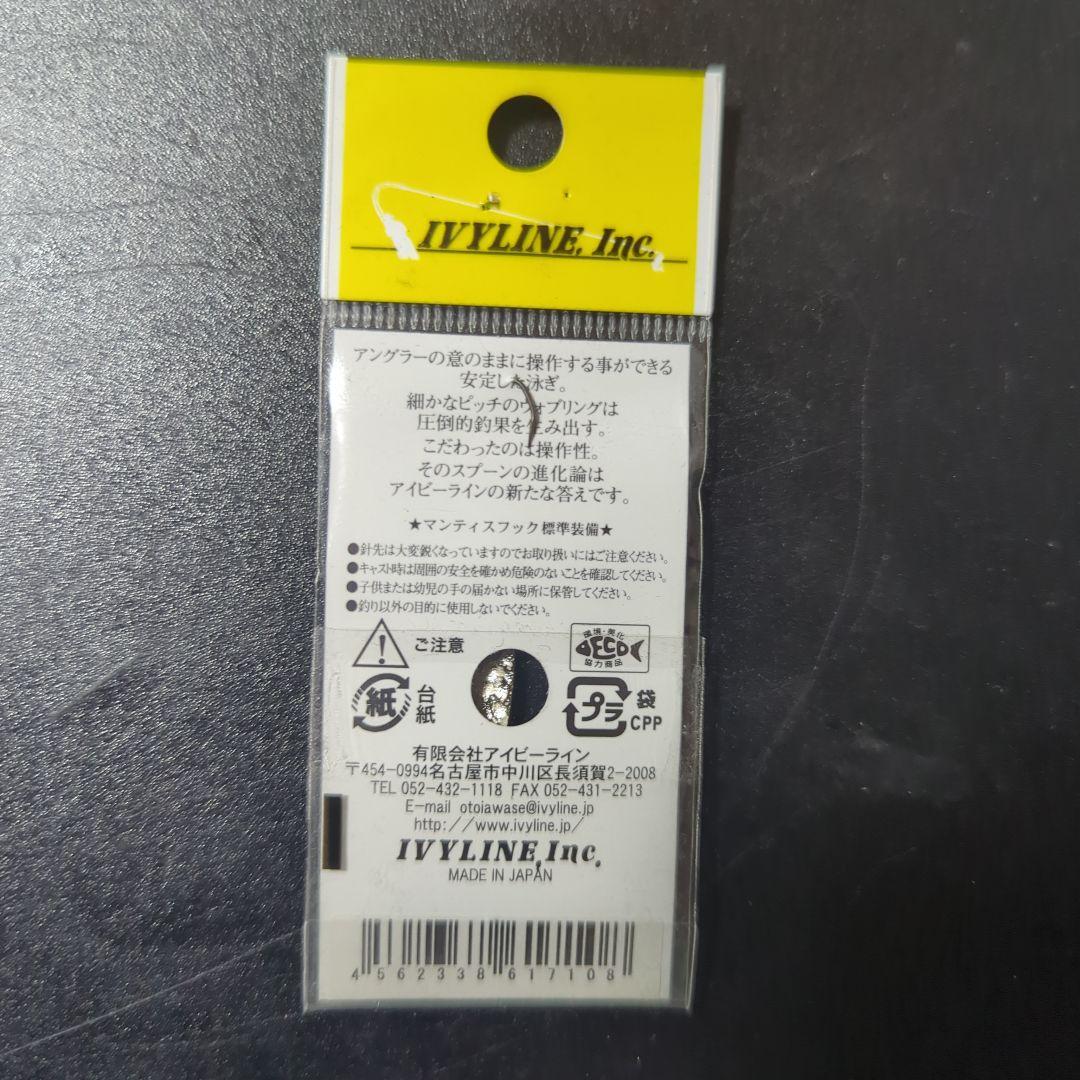 IVYLINE, Inc.
アングラーの意のままに操作する事ができる
安定した泳ぎ。
細かなピッチのウォブリングは
圧倒的釣果を生み出す。
こだわったのは操作性。
そのスプーンの進化論は
アイビーラインの新たな答えです。
★マンティスフック標準装備★
●針先は大変鋭くなっていますのでお取り扱いにはご注意ください。
●キャスト時は周囲の安全を確かめ危険のないことを確認してください。
●子供または幼児の手の届かない場所に保管してください。
●釣り以外の目的に使用しないでください。
ご注意
環境・美化
ECO
協力商品
紙
台紙
プラ
袋
CPP
有限会社アイビーライン
〒454-0994名古屋市中川区長須賀2-2008
TEL 052-432-1118 FAX 052-431-2213
E-mail otoiawase@ivyline.jp
http://www.ivyline.jp/
IVYLINE, Inc.
MADE IN JAPAN
4562338617108